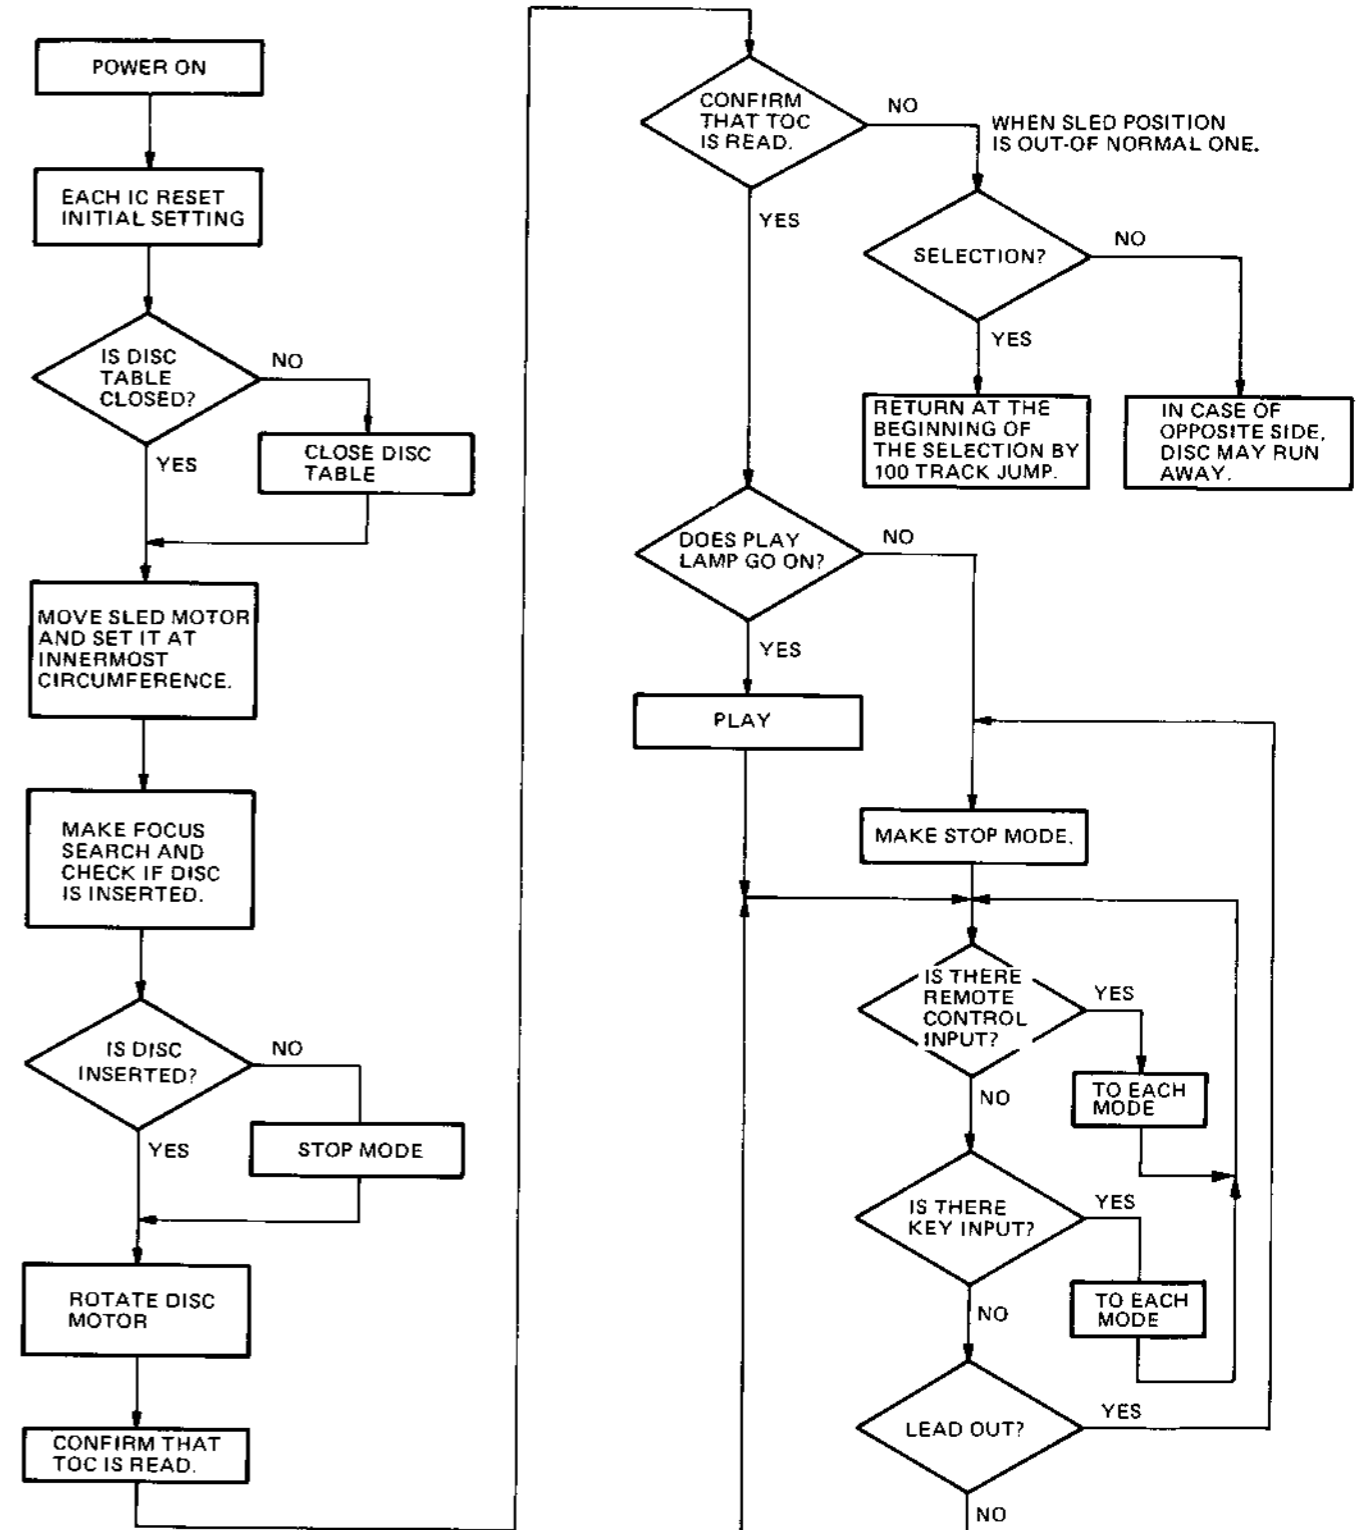 POWER ON
EACH IC RESET
INITIAL SETTING
IS DISC
TABLE
CLOSED?
NO
YES
CLOSE DISC
TABLE
MOVE SLED MOTOR
AND SET IT AT
INNERMOST
CIRCUMFERENCE.
MAKE FOCUS
SEARCH AND
CHECK IF DISC
IS INSERTED.
IS DISC
INSERTED?
NO
YES
STOP MODE
ROTATE DISC
MOTOR
CONFIRM THAT
TOC IS READ.
CONFIRM
THAT TOC
IS READ.
NO
WHEN SLED POSITION
IS OUT-OF NORMAL ONE.
YES
SELECTION?
NO
YES
RETURN AT THE
BEGINNING OF
THE SELECTION BY
100 TRACK JUMP.
IN CASE OF
OPPOSITE SIDE,
DISC MAY RUN
AWAY.
DOES PLAY
LAMP GO ON?
NO
YES
PLAY
MAKE STOP MODE.
IS THERE
REMOTE
CONTROL
INPUT?
YES
NO
TO EACH
MODE
IS THERE
KEY INPUT?
YES
NO
TO EACH
MODE
LEAD OUT?
YES
NO